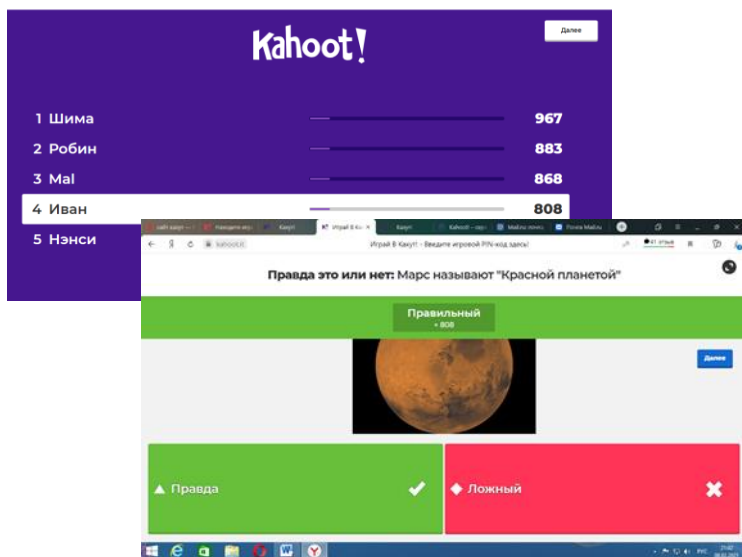 Kahoot!
Далее
1 Шима 967
2 Робин 883
3 Mal 868
4 Иван 808
5 Нэнси
Играй В Кахут! - Введите игровой PIN-код здесь!
Правда это или нет: Марс называют "Красной планетой"
Правильный
+ 808
Далее
Правда
Ложный